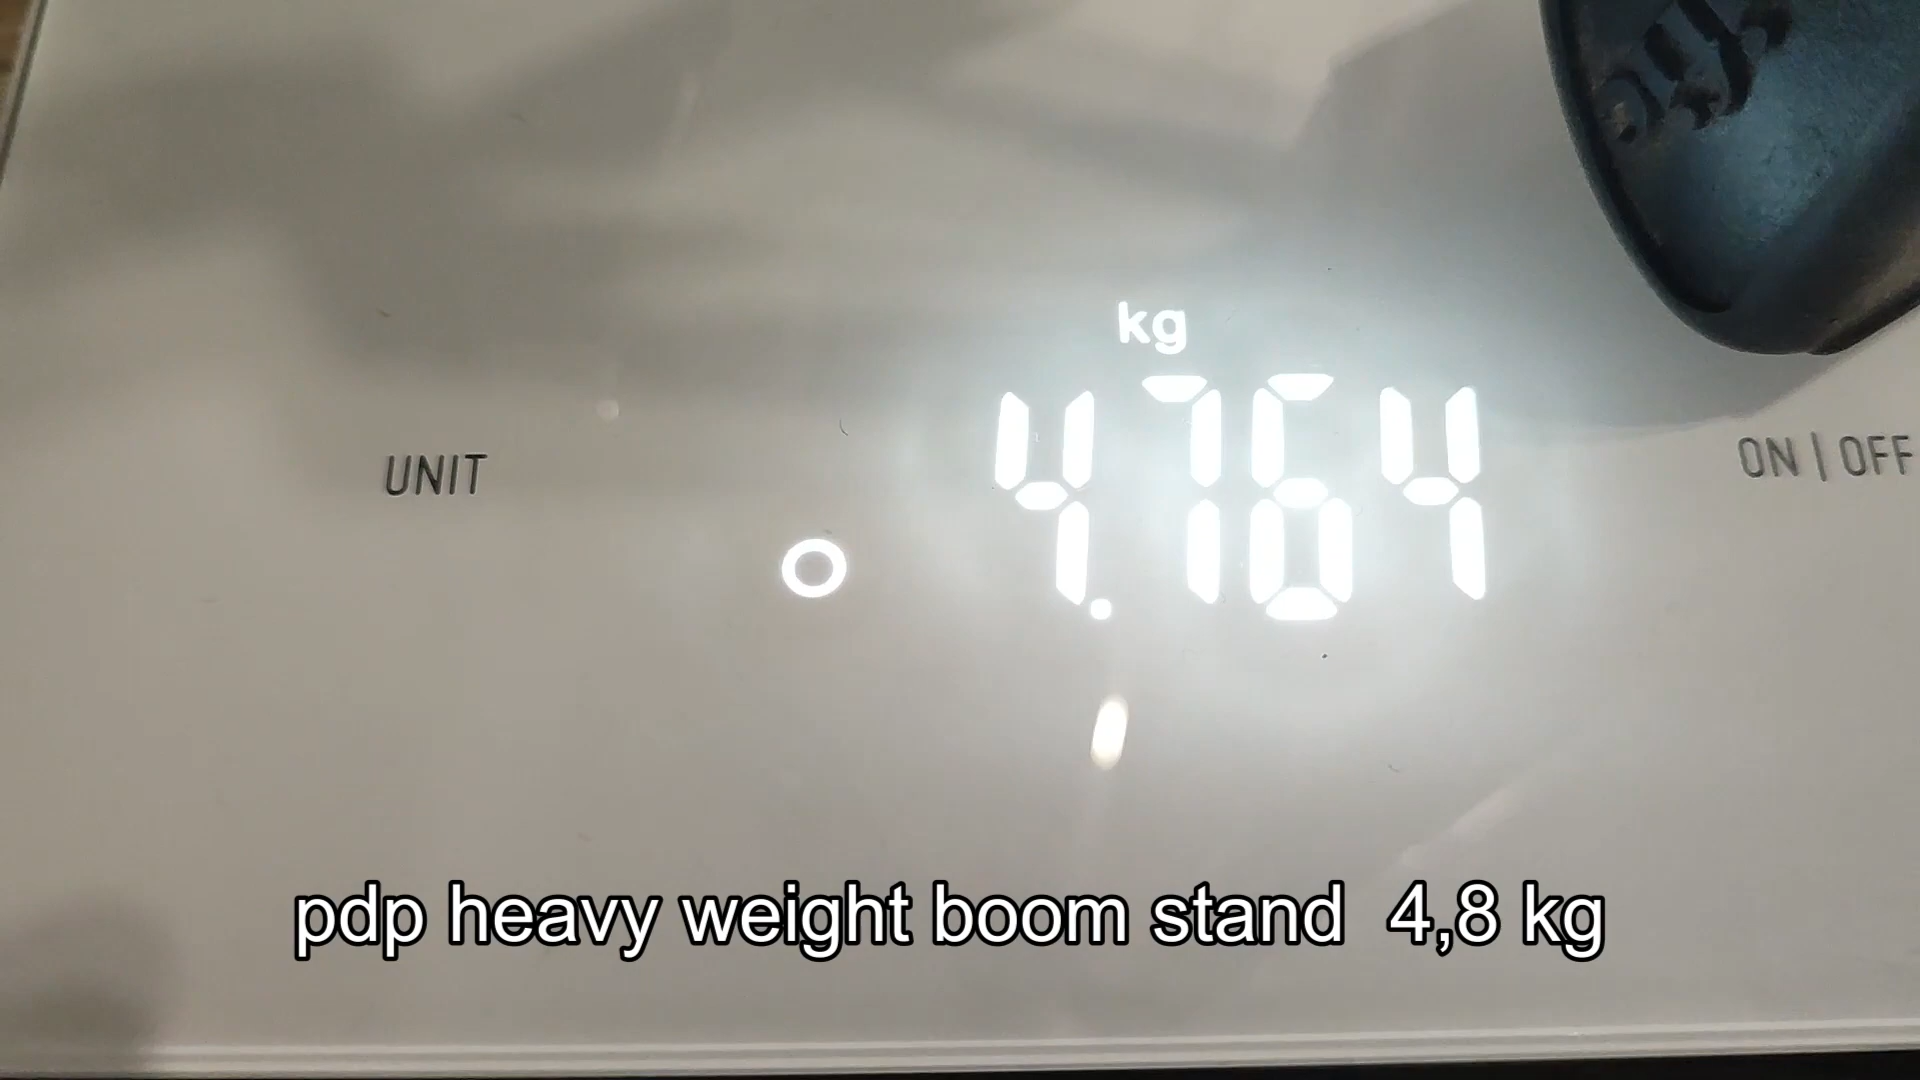 kg
4.764
UNIT
ON | OFF
pdp heavy weight boom stand 4,8 kg